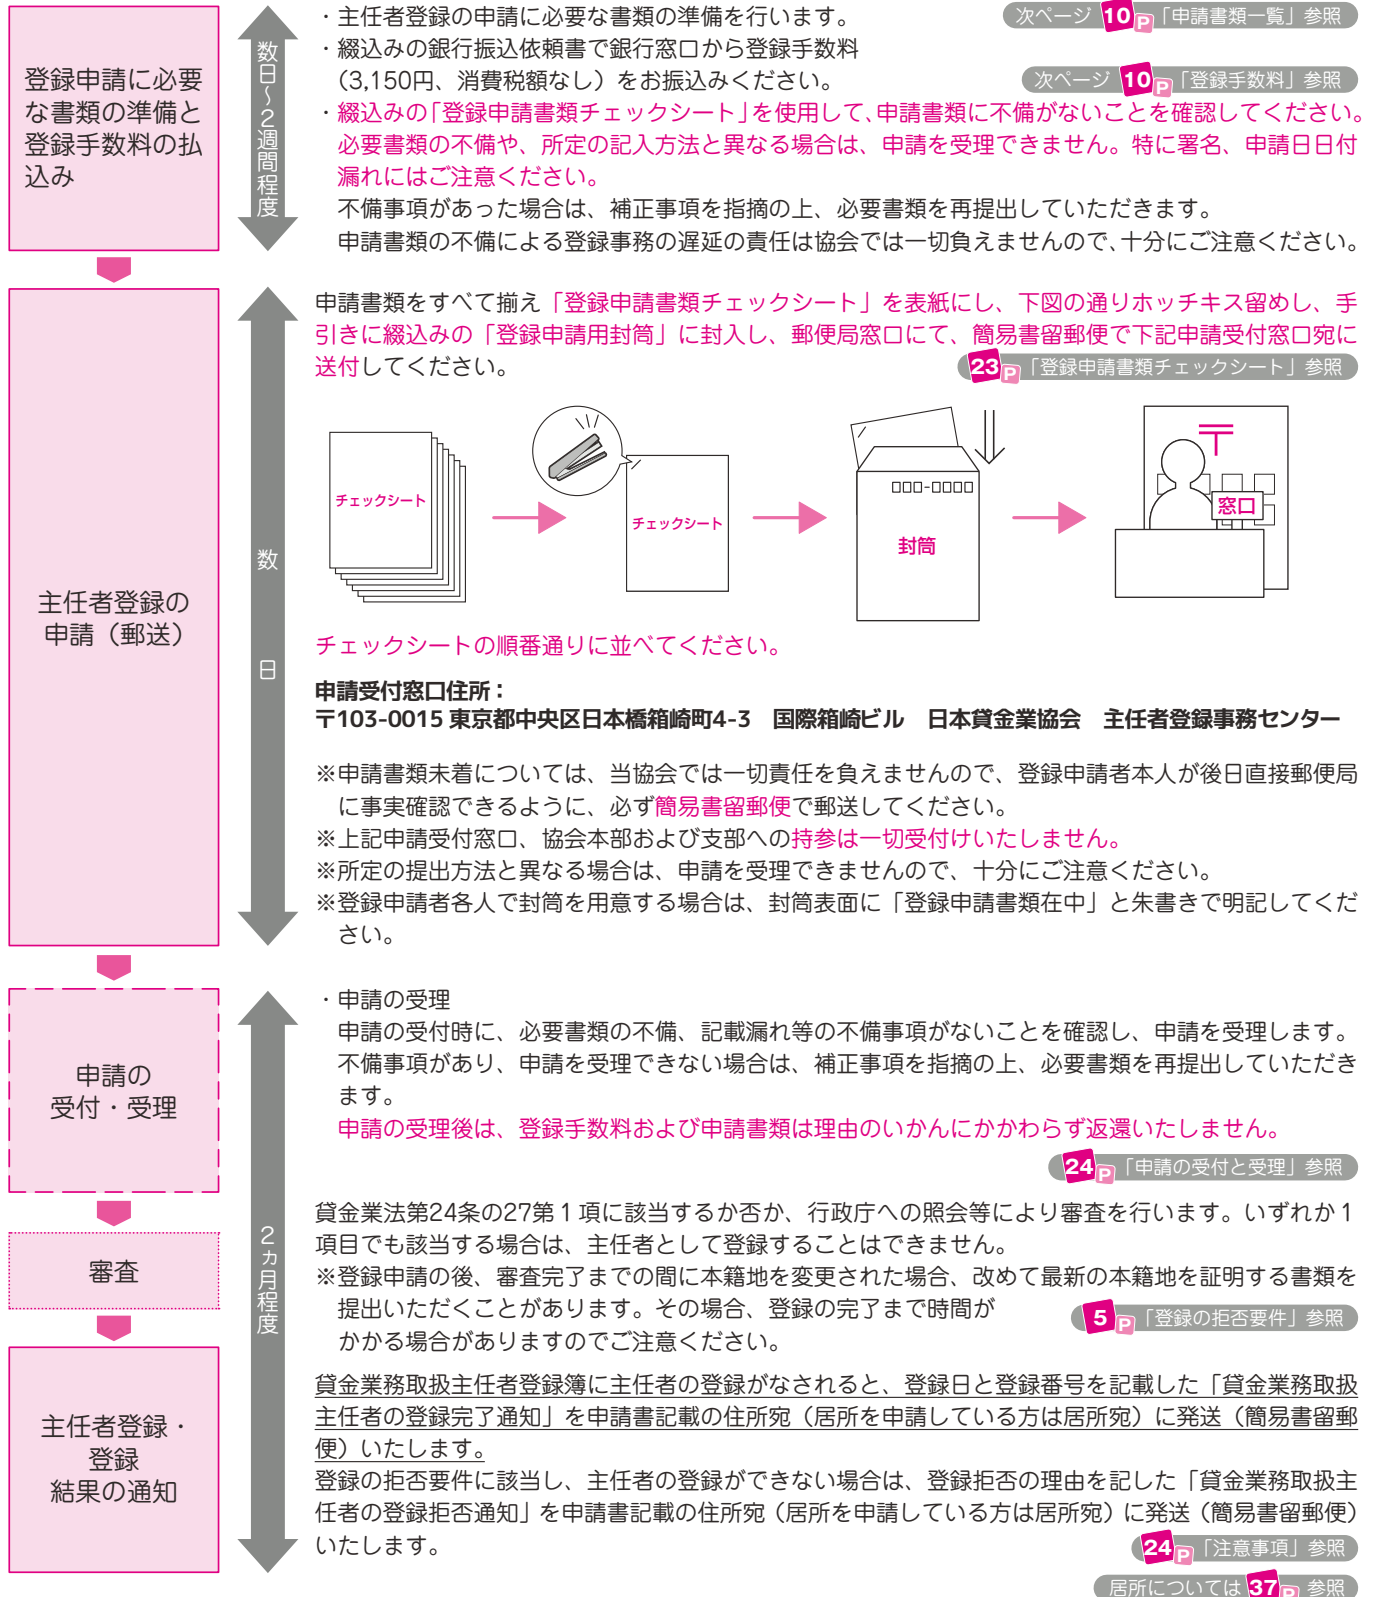 登録申請に必要
な書類の準備と
登録手数料の払
込み
数日～2週間程度
・主任者登録の申請に必要な書類の準備を行います。
次ページ 10P「申請書類一覧」参照
・綴込みの銀行振込依頼書で銀行窓口から登録手数料
（3,150円、消費税額なし）をお振込みください。
次ページ 10P「登録手数料」参照
・綴込みの「登録申請書類チェックシート」を使用して、申請書類に不備がないことを確認してください。
必要書類の不備や、所定の記入方法と異なる場合は、申請を受理できません。特に署名、申請日日付
漏れにはご注意ください。
不備事項があった場合は、補正事項を指摘の上、必要書類を再提出していただきます。
申請書類の不備による登録事務の遅延の責任は協会では一切負えませんので、十分にご注意ください。
主任者登録の
申請（郵送）
数日
申請書類をすべて揃え「登録申請書類チェックシート」を表紙にし、下図の通りホッチキス留めし、手
引きに綴込みの「登録申請用封筒」に封入し、郵便局窓口にて、簡易書留郵便で下記申請受付窓口宛に
送付してください。
23P「登録申請書類チェックシート」参照
チェックシート
チェックシート
□□□-□□□□
封筒
〒
窓口
チェックシートの順番通りに並べてください。
申請受付窓口住所：
〒103-0015 東京都中央区日本橋箱崎町4-3　国際箱崎ビル　日本貸金業協会　主任者登録事務センター
※申請書類未着については、当協会では一切責任を負えませんので、登録申請者本人が後日直接郵便局
に事実確認できるように、必ず簡易書留郵便で郵送してください。
※上記申請受付窓口、協会本部および支部への持参は一切受付けいたしません。
※所定の提出方法と異なる場合は、申請を受理できませんので、十分にご注意ください。
※登録申請者各人で封筒を用意する場合は、封筒表面に「登録申請書類在中」と朱書きで明記してくだ
さい。
申請の
受付・受理
2ヵ月程度
・申請の受理
申請の受付時に、必要書類の不備、記載漏れ等の不備事項がないことを確認し、申請を受理します。
不備事項があり、申請を受理できない場合は、補正事項を指摘の上、必要書類を再提出していただき
ます。
申請の受理後は、登録手数料および申請書類は理由のいかんにかかわらず返還いたしません。
24P「申請の受付と受理」参照
審査
貸金業法第24条の27第１項に該当するか否か、行政庁への照会等により審査を行います。いずれか１
項目でも該当する場合は、主任者として登録することはできません。
※登録申請の後、審査完了までの間に本籍地を変更された場合、改めて最新の本籍地を証明する書類を
提出いただくことがあります。その場合、登録の完了まで時間が
かかる場合がありますのでご注意ください。
5P「登録の拒否要件」参照
主任者登録・
登録
結果の通知
貸金業務取扱主任者登録簿に主任者の登録がなされると、登録日と登録番号を記載した「貸金業務取扱
主任者の登録完了通知」を申請書記載の住所宛（居所を申請している方は居所宛）に発送（簡易書留郵
便）いたします。
登録の拒否要件に該当し、主任者の登録ができない場合は、登録拒否の理由を記した「貸金業務取扱主
任者の登録拒否通知」を申請書記載の住所宛（居所を申請している方は居所宛）に発送（簡易書留郵便）
いたします。
24P「注意事項」参照
居所については 37P 参照